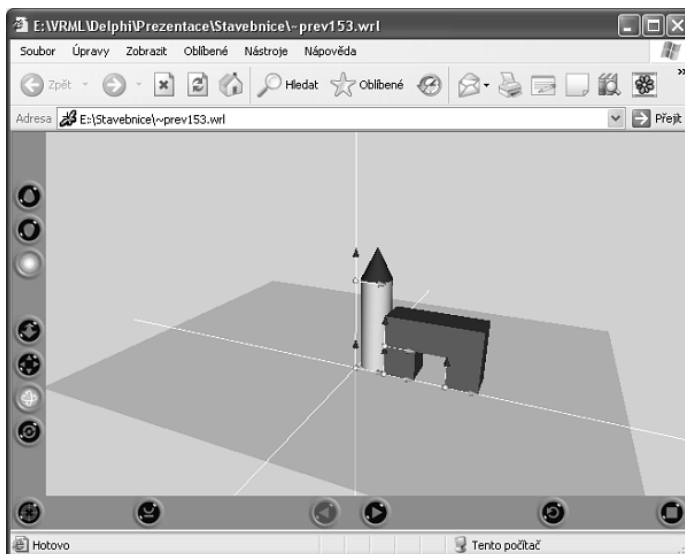 E:\VRML\Delphi\Prezentace\Stavebnice\~prev153.wrl
Soubor Úpravy Zobrazit Oblíbené Nástroje Nápověda
Zpět Hledat Oblíbené »
Adresa E:\Stavebnice\~prev153.wrl Přejít
Hotovo Tento počítač